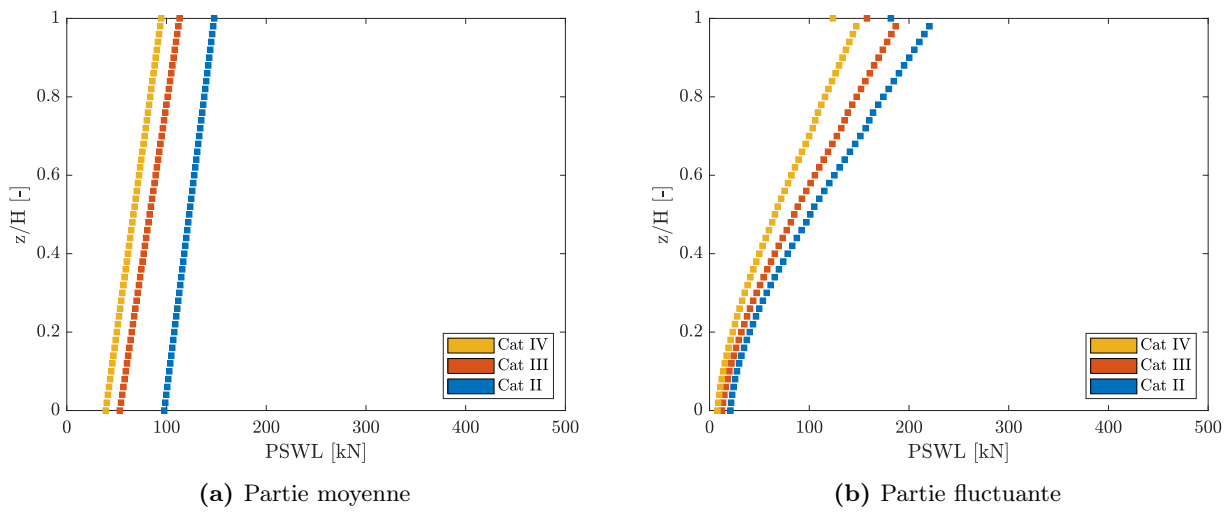 1
0.8
0.6
0.4
0.2
0
z/H [-]
0
100
200
300
400
500
PSWL [kN]
Cat IV
Cat III
Cat II
(a) Partie moyenne
1
0.8
0.6
0.4
0.2
0
z/H [-]
0
100
200
300
400
500
PSWL [kN]
Cat IV
Cat III
Cat II
(b) Partie fluctuante